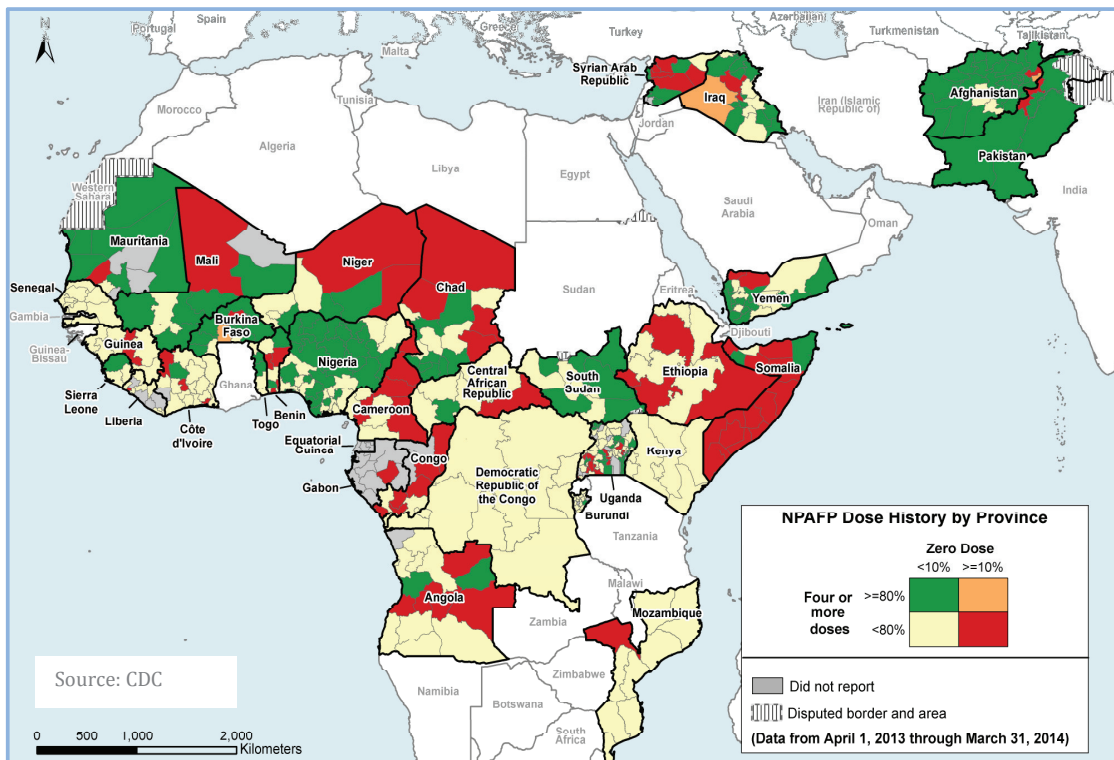 N
Portugal
Spain
Malta
Greece
Turkey
Azerbaijan
Turkmenistan
Tajikistan
Morocco
Tunisia
Algeria
Libya
Egypt
Western
Sahara
Syrian Arab
Republic
Iraq
Jordan
Iran (Islamic
Republic of)
Afghanistan
Pakistan
India
Saudi
Arabia
Oman
Yemen
Mauritania
Mali
Niger
Chad
Sudan
Eritrea
Djibouti
Senegal
Gambia
Guinea-
Bissau
Guinea
Sierra
Leone
Liberia
Côte
d'Ivoire
Burkina
Faso
Ghana
Togo
Benin
Nigeria
Cameroon
Central
African
Republic
South
Sudan
Ethiopia
Somalia
Equatorial
Guinea
Gabon
Congo
Democratic
Republic of
the Congo
Uganda
Kenya
Burundi
Tanzania
Angola
Zambia
Malawi
Mozambique
Zimbabwe
Namibia
Botswana
South
Africa
NPAFP Dose History by Province
Zero Dose
<10% >=10%
Four or
more
doses
>=80%
<80%
Did not report
Disputed border and area
(Data from April 1, 2013 through March 31, 2014)
Source: CDC
0 500 1,000 2,000
Kilometers